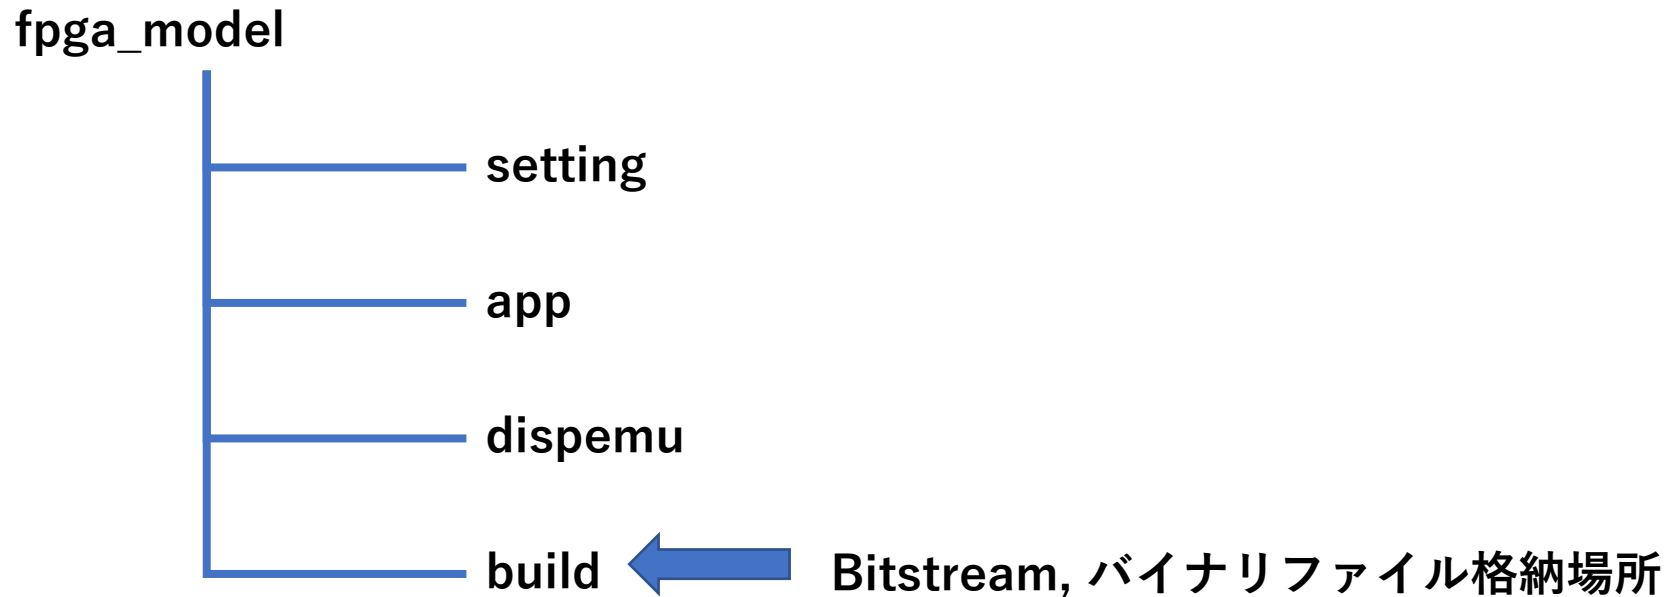 fpga_model
setting
app
dispemu
build
Bitstream, バイナリファイル格納場所